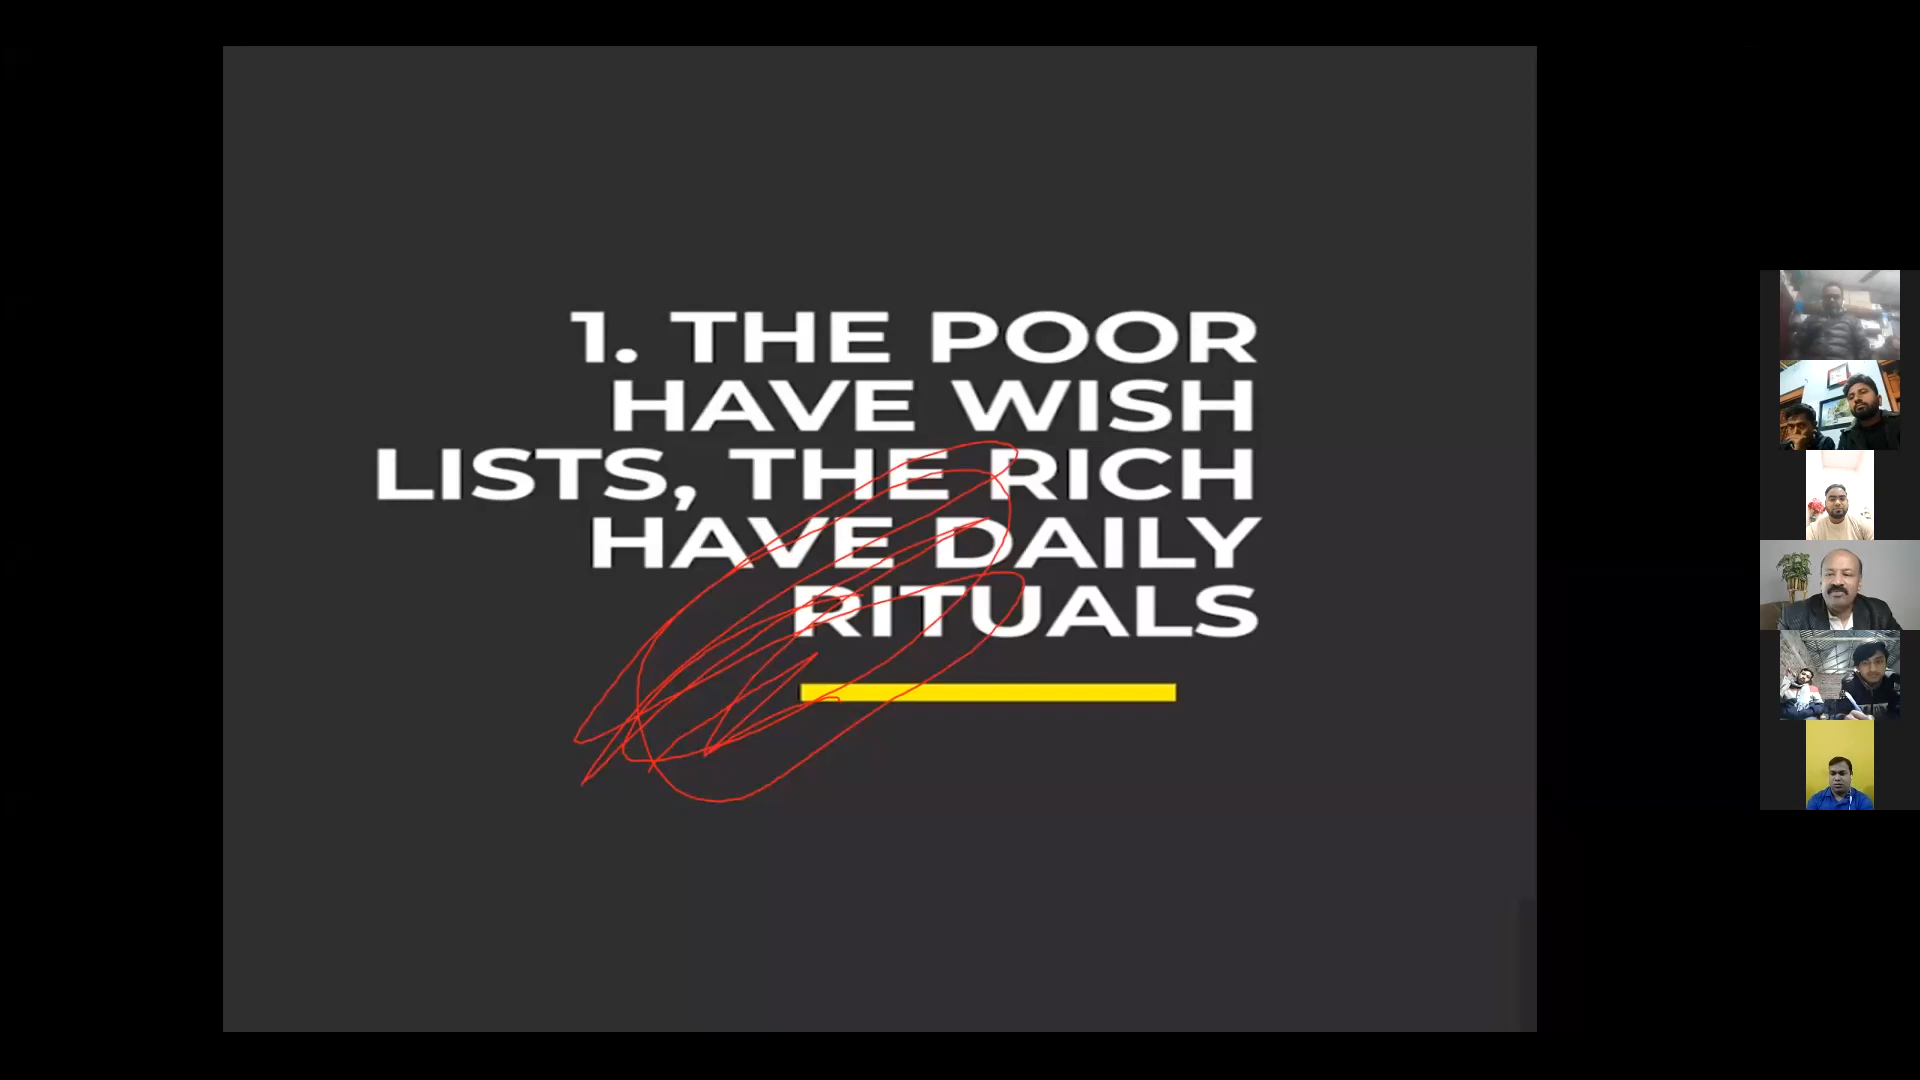 1. THE POOR
HAVE WISH
LISTS, THE RICH
HAVE DAILY
RITUALS